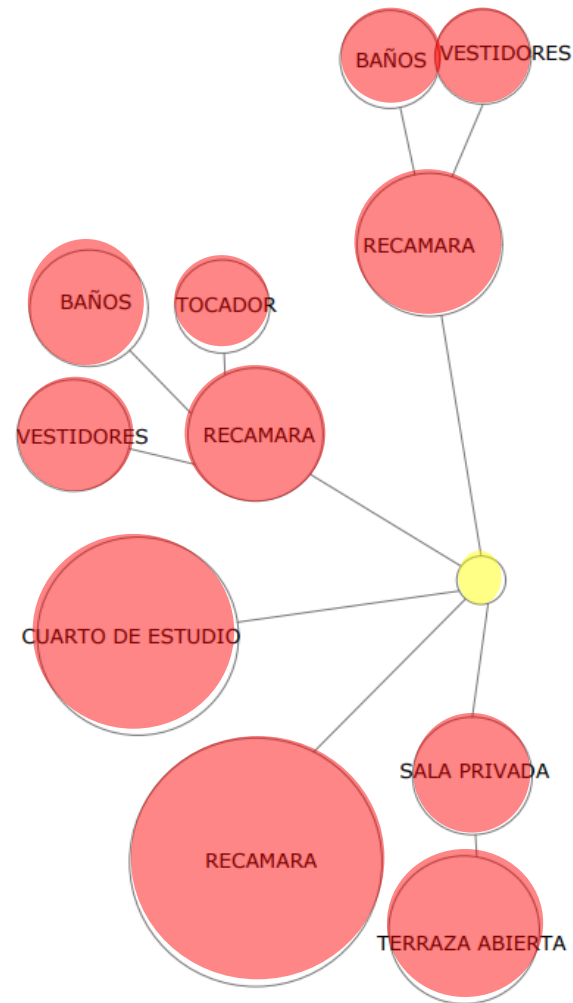 BAÑOS
VESTIDORES
RECAMARA
BAÑOS
TOCADOR
VESTIDORES
RECAMARA
CUARTO DE ESTUDIO
SALA PRIVADA
RECAMARA
TERRAZA ABIERTA